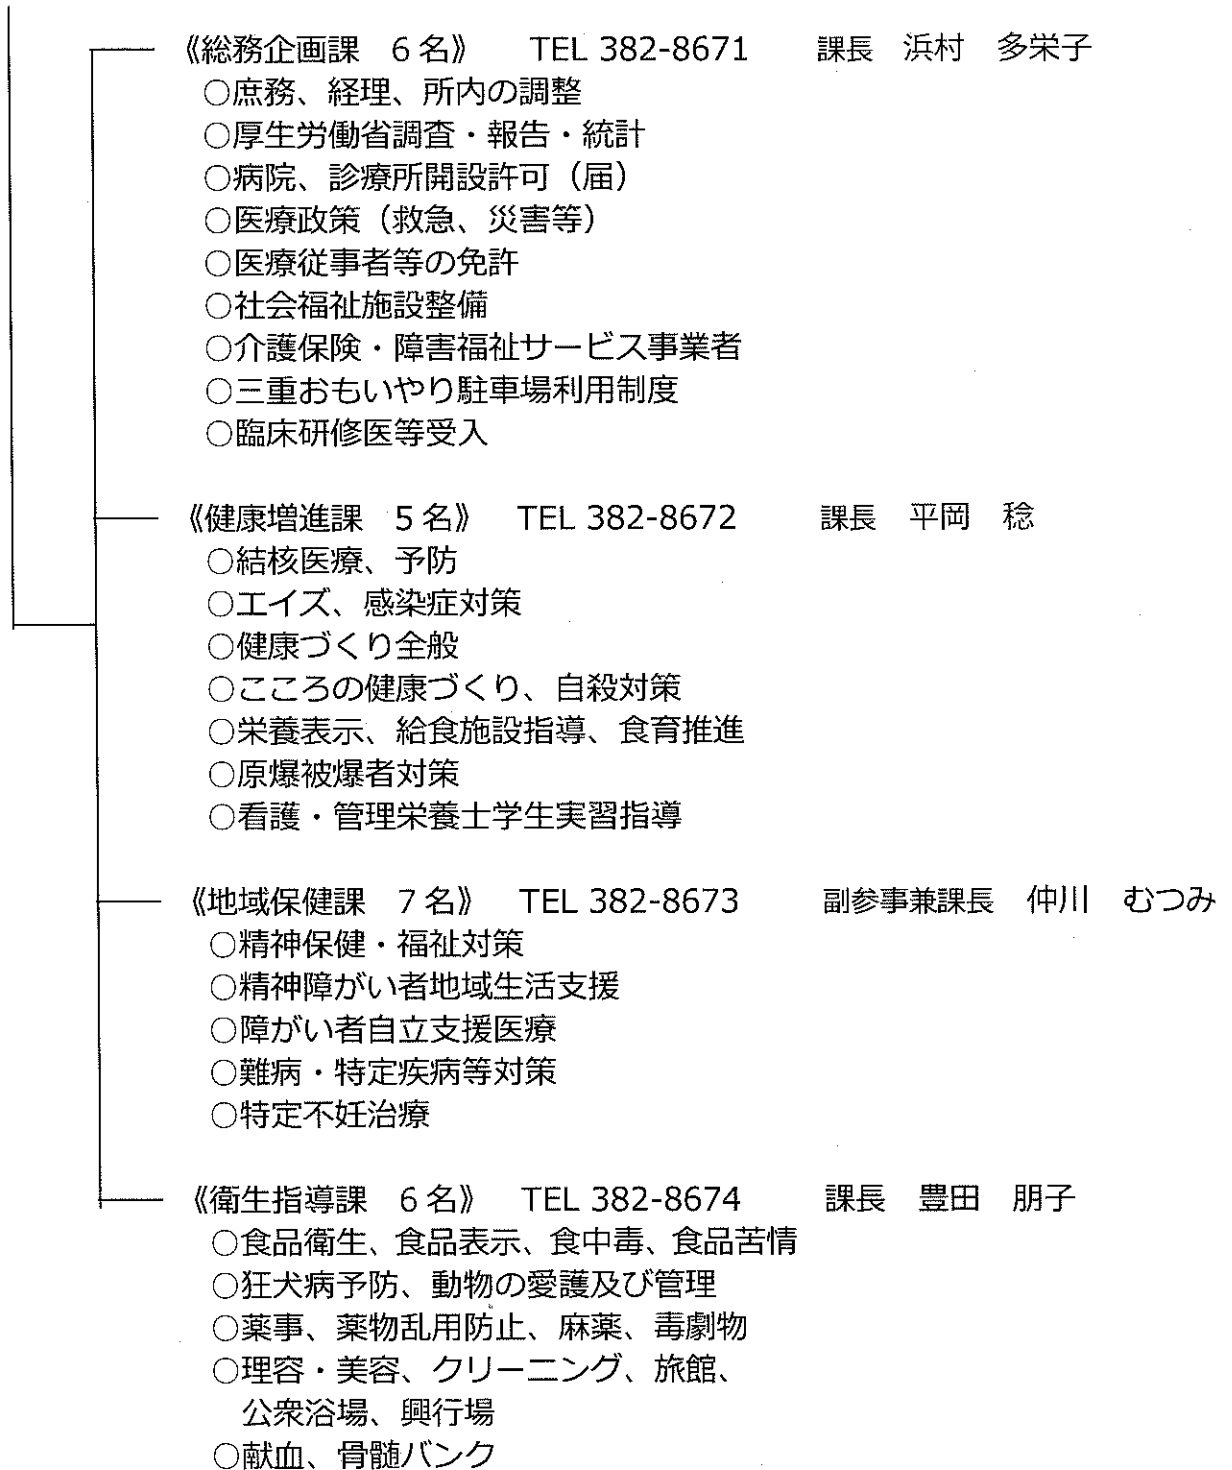 《総務企画課　6名》　TEL 382-8671　課長　浜村　多栄子
○庶務、経理、所内の調整
○厚生労働省調査・報告・統計
○病院、診療所開設許可（届）
○医療政策（救急、災害等）
○医療従事者等の免許
○社会福祉施設整備
○介護保険・障害福祉サービス事業者
○三重おもいやり駐車場利用制度
○臨床研修医等受入
《健康増進課　5名》　TEL 382-8672　課長　平岡　稔
○結核医療、予防
○エイズ、感染症対策
○健康づくり全般
○こころの健康づくり、自殺対策
○栄養表示、給食施設指導、食育推進
○原爆被爆者対策
○看護・管理栄養士学生実習指導
《地域保健課　7名》　TEL 382-8673　副参事兼課長　仲川　むつみ
○精神保健・福祉対策
○精神障がい者地域生活支援
○障がい者自立支援医療
○難病・特定疾病等対策
○特定不妊治療
《衛生指導課　6名》　TEL 382-8674　課長　豊田　朋子
○食品衛生、食品表示、食中毒、食品苦情
○狂犬病予防、動物の愛護及び管理
○薬事、薬物乱用防止、麻薬、毒劇物
○理容・美容、クリーニング、旅館、
公衆浴場、興行場
○献血、骨髄バンク